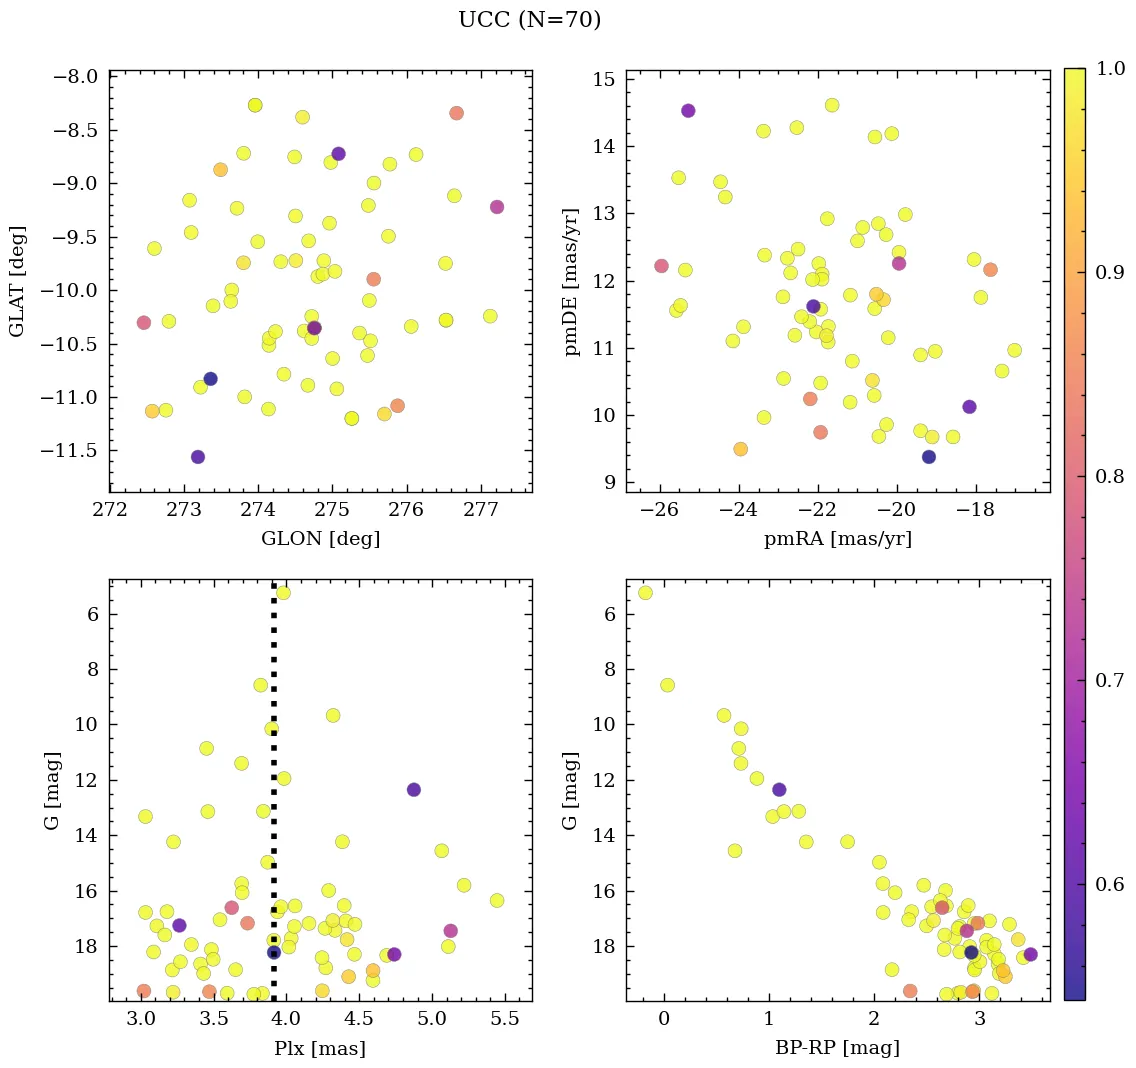 UCC (N=70)
−8.0
−8.5
−9.0
−9.5
−10.0
−10.5
−11.0
−11.5
GLAT [deg]
272 273 274 275 276 277
GLON [deg]
15
14
13
12
11
10
9
pmDE [mas/yr]
−26 −24 −22 −20 −18
pmRA [mas/yr]
6
8
10
12
14
16
18
G [mag]
3.0 3.5 4.0 4.5 5.0 5.5
Plx [mas]
6
8
10
12
14
16
18
G [mag]
0 1 2 3
BP-RP [mag]
1.0
0.9
0.8
0.7
0.6